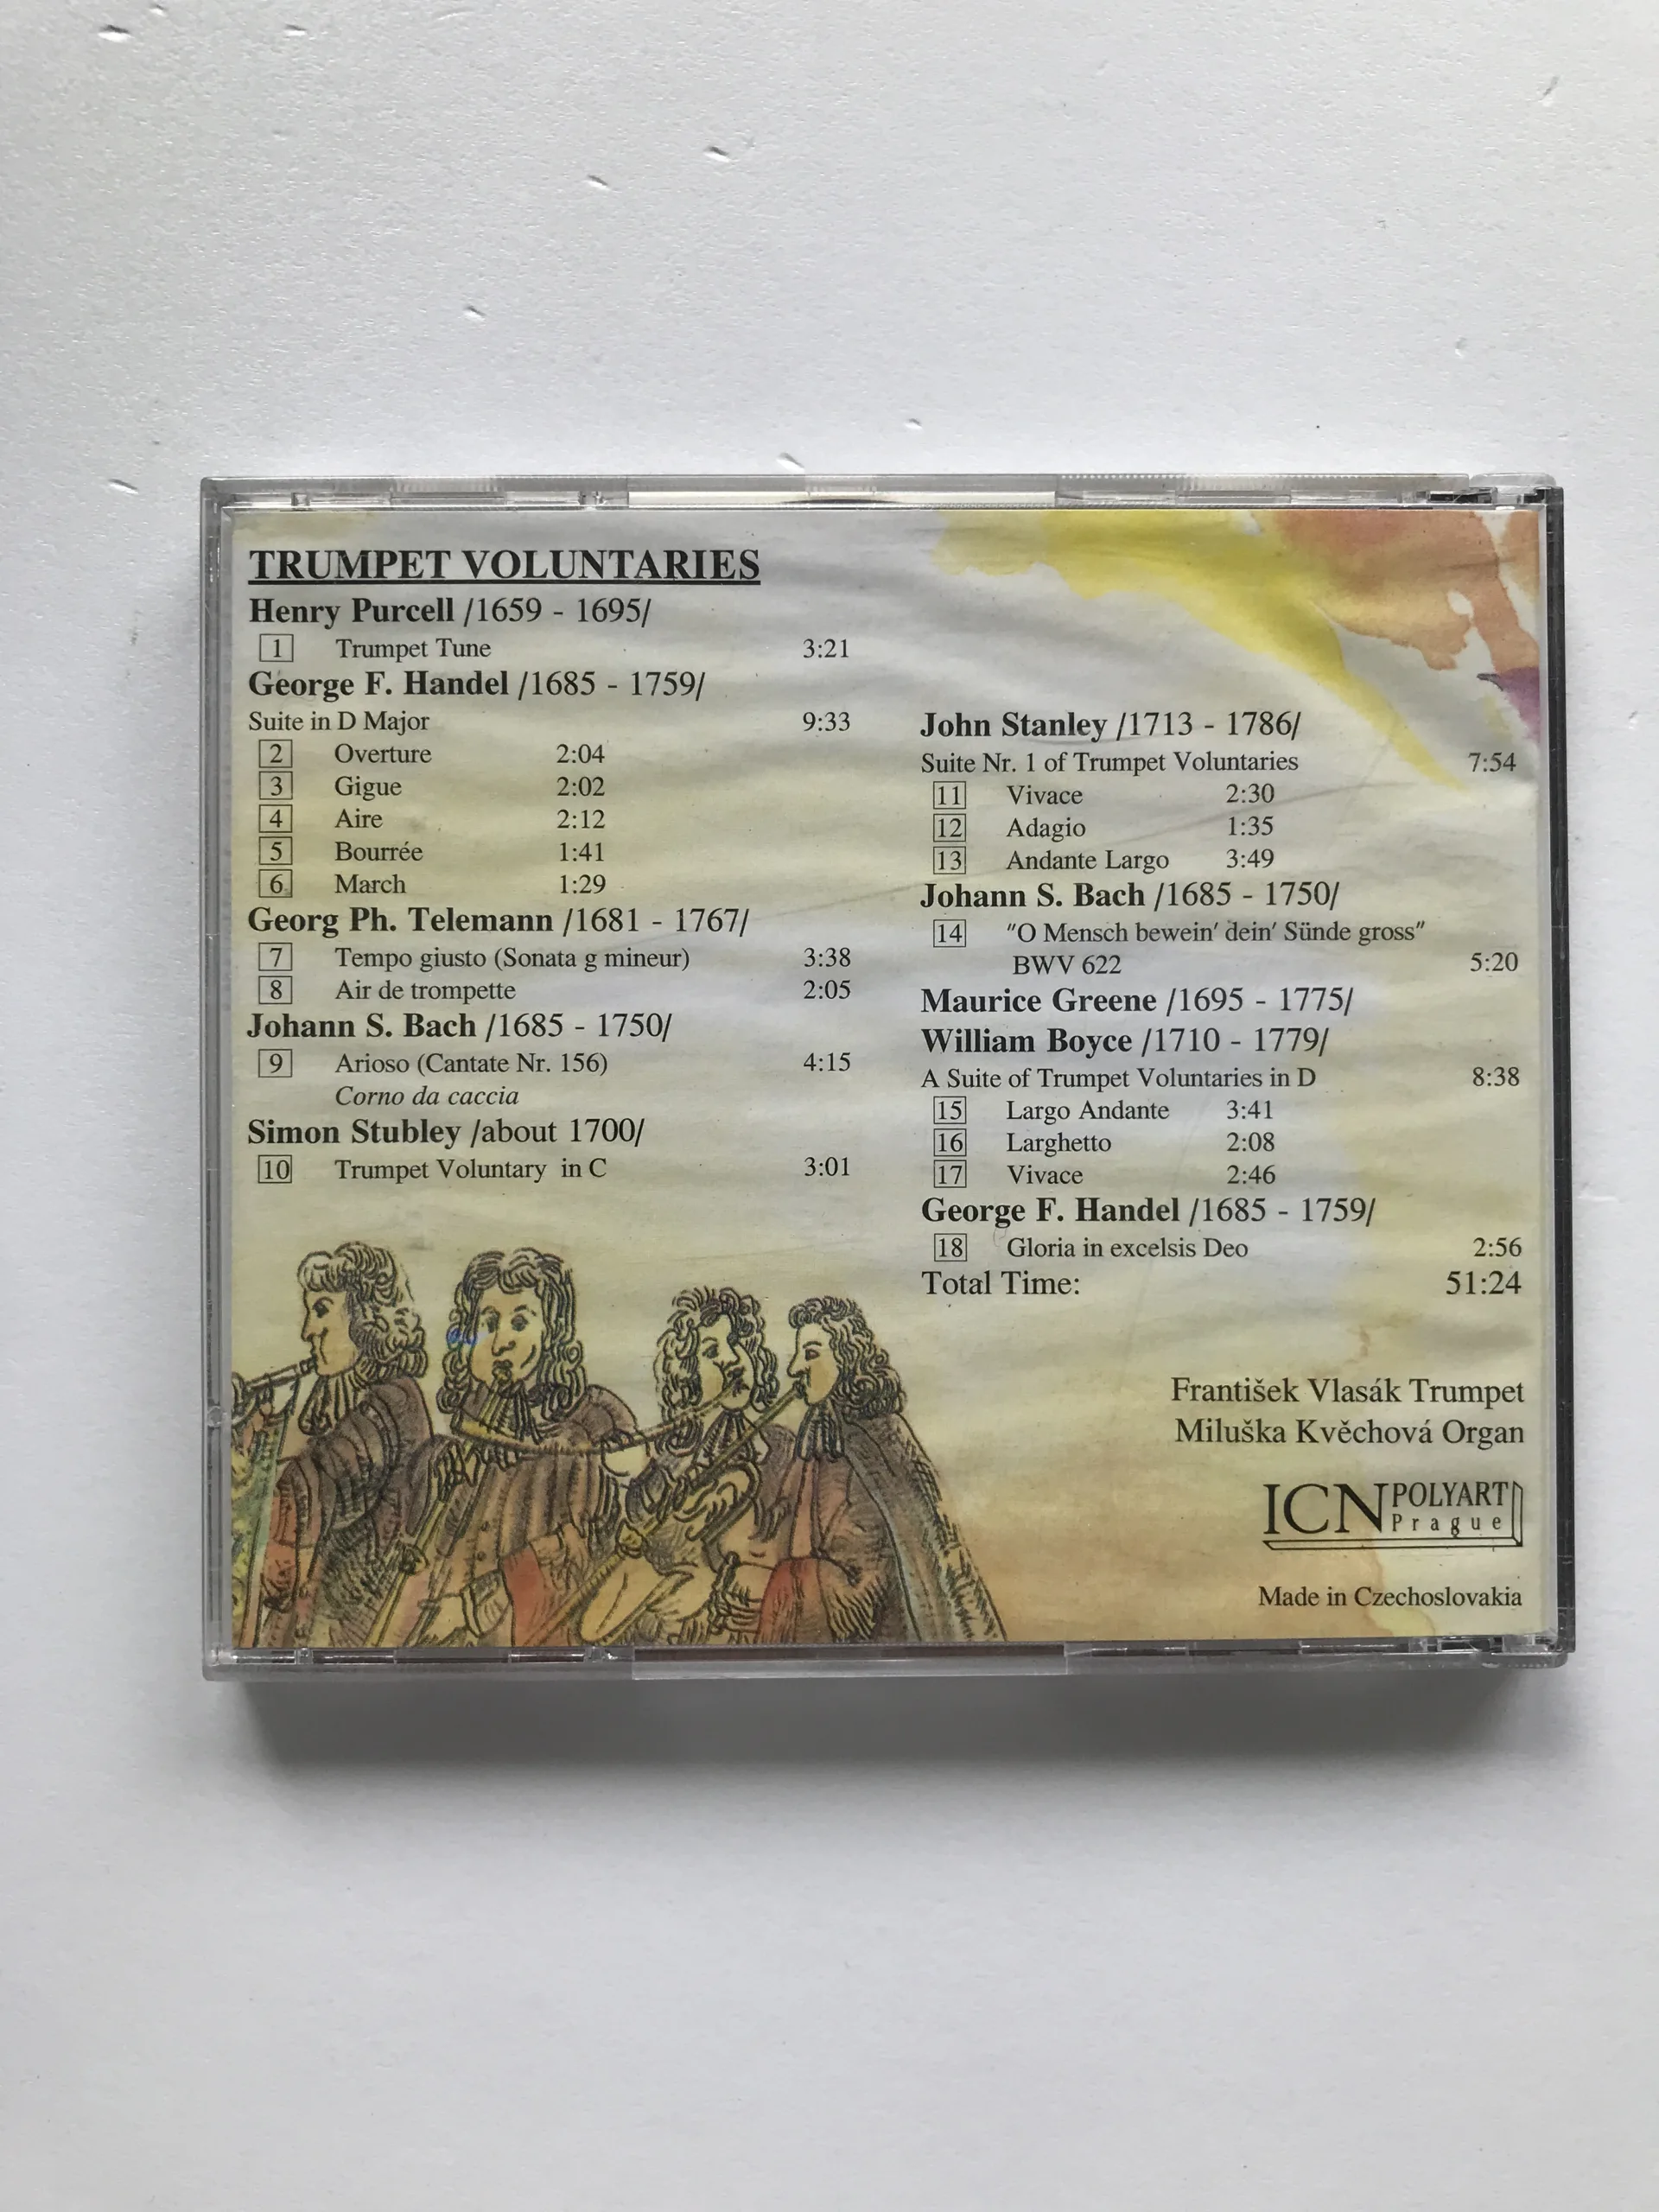 TRUMPET VOLUNTARIES
Henry Purcell /1659 - 1695/
1 Trumpet Tune 3:21
George F. Handel /1685 - 1759/
Suite in D Major 9:33
2 Overture 2:04
3 Gigue 2:02
4 Aire 2:12
5 Bourrée 1:41
6 March 1:29
Georg Ph. Telemann /1681 - 1767/
7 Tempo giusto (Sonata g mineur) 3:38
8 Air de trompette 2:05
Johann S. Bach /1685 - 1750/
9 Arioso (Cantate Nr. 156) 4:15
Corno da caccia
Simon Stubley /about 1700/
10 Trumpet Voluntary in C 3:01
John Stanley /1713 - 1786/
Suite Nr. 1 of Trumpet Voluntaries 7:54
11 Vivace 2:30
12 Adagio 1:35
13 Andante Largo 3:49
Johann S. Bach /1685 - 1750/
14 "O Mensch bewein' dein' Sünde gross"
BWV 622 5:20
Maurice Greene /1695 - 1775/
William Boyce /1710 - 1779/
A Suite of Trumpet Voluntaries in D 8:38
15 Largo Andante 3:41
16 Larghetto 2:08
17 Vivace 2:46
George F. Handel /1685 - 1759/
18 Gloria in excelsis Deo 2:56
Total Time: 51:24
František Vlasák Trumpet
Miluška Kvěchová Organ
ICN POLYART
Prague
Made in Czechoslovakia